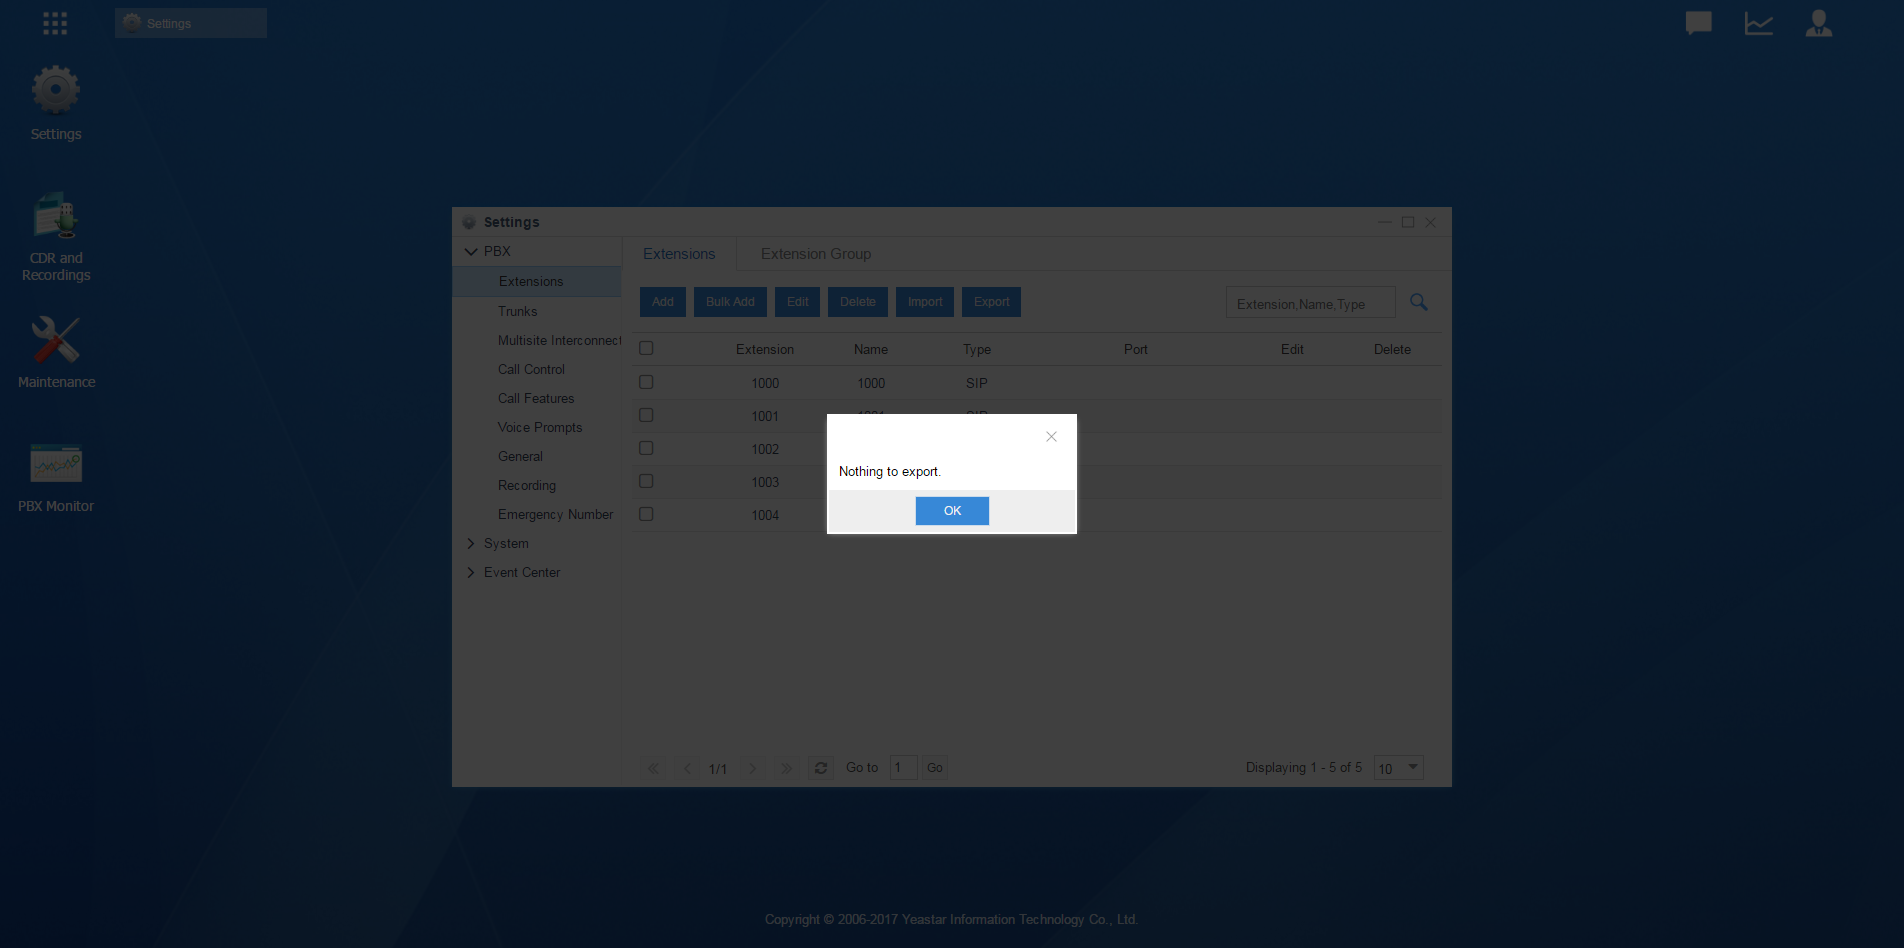 Settings
Settings
CDR and
Recordings
Maintenance
PBX Monitor
Settings
PBX
Extensions
Trunks
Multisite Interconnect
Call Control
Call Features
Voice Prompts
General
Recording
Emergency Number
System
Event Center
Extensions Extension Group
Add Bulk Add Edit Delete Import Export Extension,Name,Type
Extension Name Type Port Edit Delete
1000 1000 SIP
1001
1002
1003
1004
Nothing to export.
OK
1/1 Go to 1 Go Displaying 1 - 5 of 5 10
Copyright © 2006-2017 Yeastar Information Technology Co., Ltd.